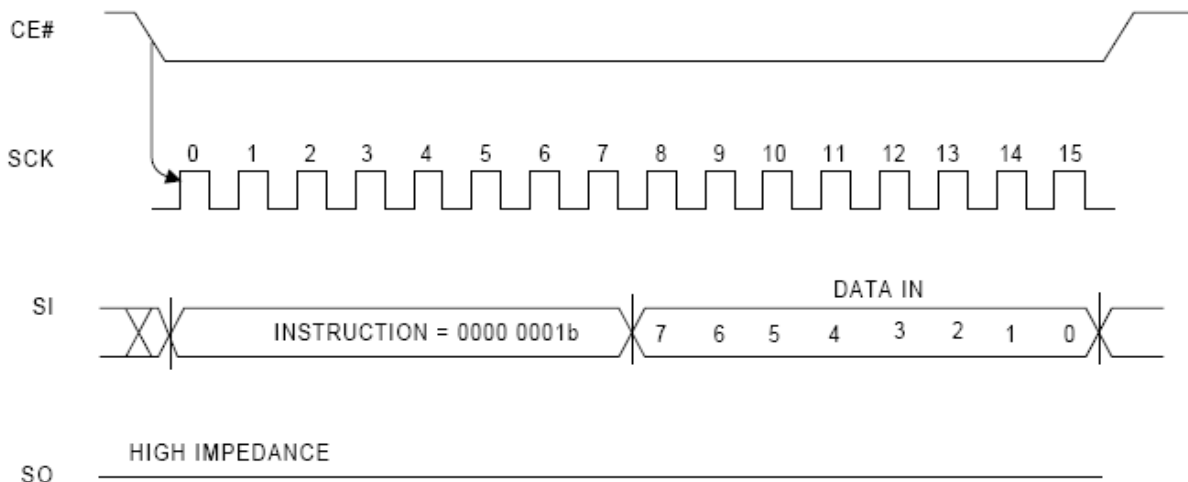 CE#
SCK
0 1 2 3 4 5 6 7 8 9 10 11 12 13 14 15
SI
DATA IN
INSTRUCTION = 0000 0001b
7 6 5 4 3 2 1 0
HIGH IMPEDANCE
SO